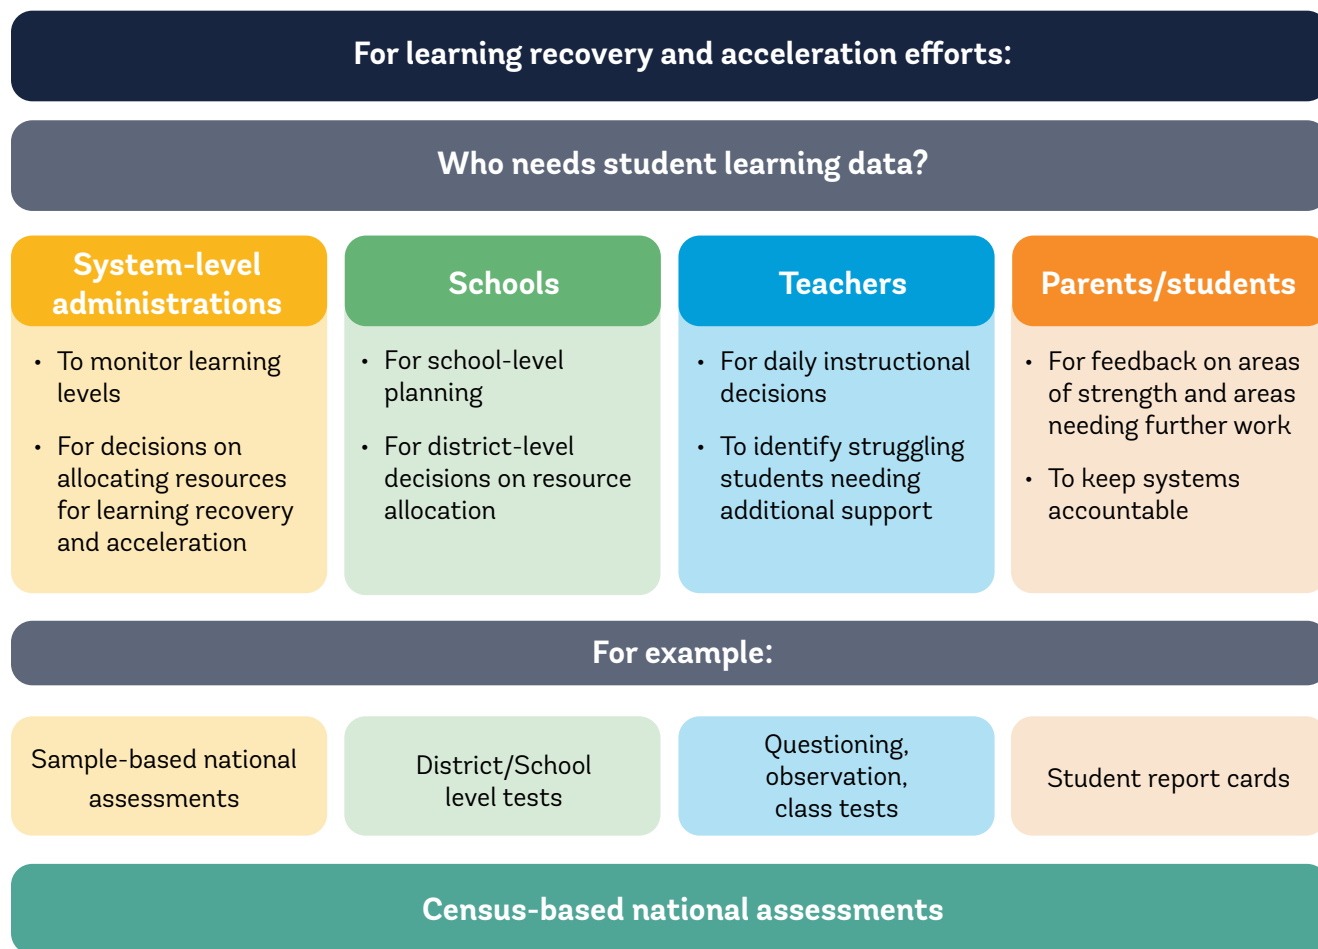 For learning recovery and acceleration efforts:
Who needs student learning data?
System-level
administrations
• To monitor learning
levels
• For decisions on
allocating resources
for learning recovery
and acceleration
Schools
• For school-level
planning
• For district-level
decisions on resource
allocation
Teachers
• For daily instructional
decisions
• To identify struggling
students needing
additional support
Parents/students
• For feedback on areas
of strength and areas
needing further work
• To keep systems
accountable
For example:
Sample-based national
assessments
District/School
level tests
Questioning,
observation,
class tests
Student report cards
Census-based national assessments